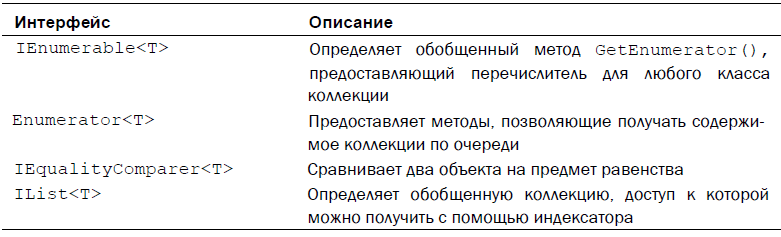 Интерфейс Описание
IEnumerable<T> Определяет обобщенный метод GetEnumerator(),
предоставляющий перечислитель для любого класса
коллекции
Enumerator<T> Предоставляет методы, позволяющие получать содержи-
мое коллекции по очереди
IEqualityComparer<T> Сравнивает два объекта на предмет равенства
IList<T> Определяет обобщенную коллекцию, доступ к которой
можно получить с помощью индексатора